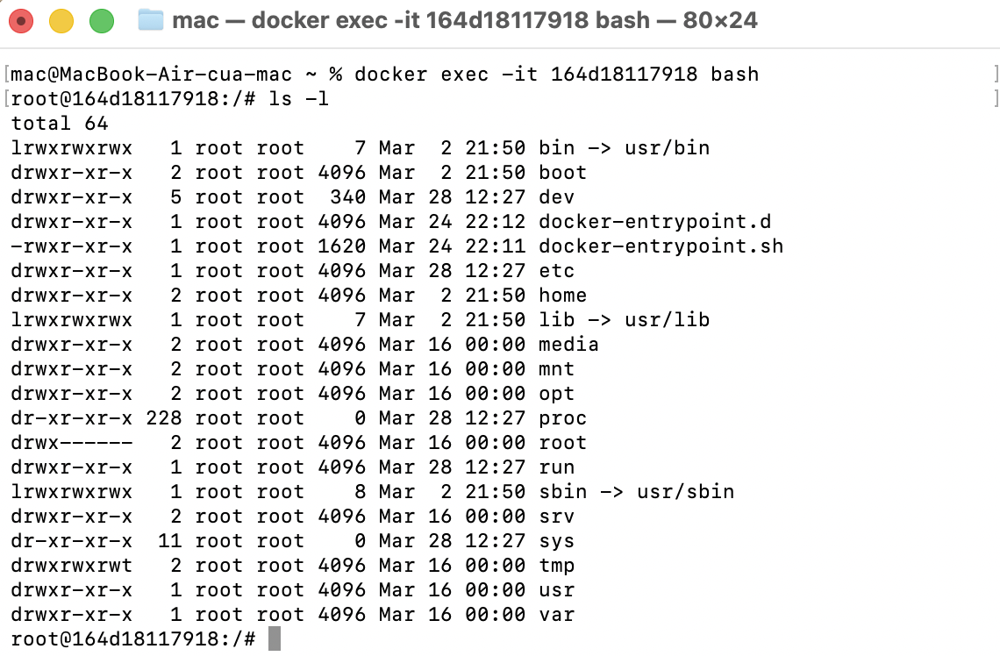 mac — docker exec -it 164d18117918 bash — 80×24
[mac@MacBook-Air-cua-mac ~ % docker exec -it 164d18117918 bash ]
[root@164d18117918:/# ls -l ]
total 64
lrwxrwxrwx   1 root root    7 Mar  2 21:50 bin -> usr/bin
drwxr-xr-x   2 root root 4096 Mar  2 21:50 boot
drwxr-xr-x   5 root root  340 Mar 28 12:27 dev
drwxr-xr-x   1 root root 4096 Mar 24 22:12 docker-entrypoint.d
-rwxr-xr-x   1 root root 1620 Mar 24 22:11 docker-entrypoint.sh
drwxr-xr-x   1 root root 4096 Mar 28 12:27 etc
drwxr-xr-x   2 root root 4096 Mar  2 21:50 home
lrwxrwxrwx   1 root root    7 Mar  2 21:50 lib -> usr/lib
drwxr-xr-x   2 root root 4096 Mar 16 00:00 media
drwxr-xr-x   2 root root 4096 Mar 16 00:00 mnt
drwxr-xr-x   2 root root 4096 Mar 16 00:00 opt
dr-xr-xr-x 228 root root    0 Mar 28 12:27 proc
drwx------   2 root root 4096 Mar 16 00:00 root
drwxr-xr-x   1 root root 4096 Mar 28 12:27 run
lrwxrwxrwx   1 root root    8 Mar  2 21:50 sbin -> usr/sbin
drwxr-xr-x   2 root root 4096 Mar 16 00:00 srv
dr-xr-xr-x  11 root root    0 Mar 28 12:27 sys
drwxrwxrwt   2 root root 4096 Mar 16 00:00 tmp
drwxr-xr-x   1 root root 4096 Mar 16 00:00 usr
drwxr-xr-x   1 root root 4096 Mar 16 00:00 var
root@164d18117918:/#